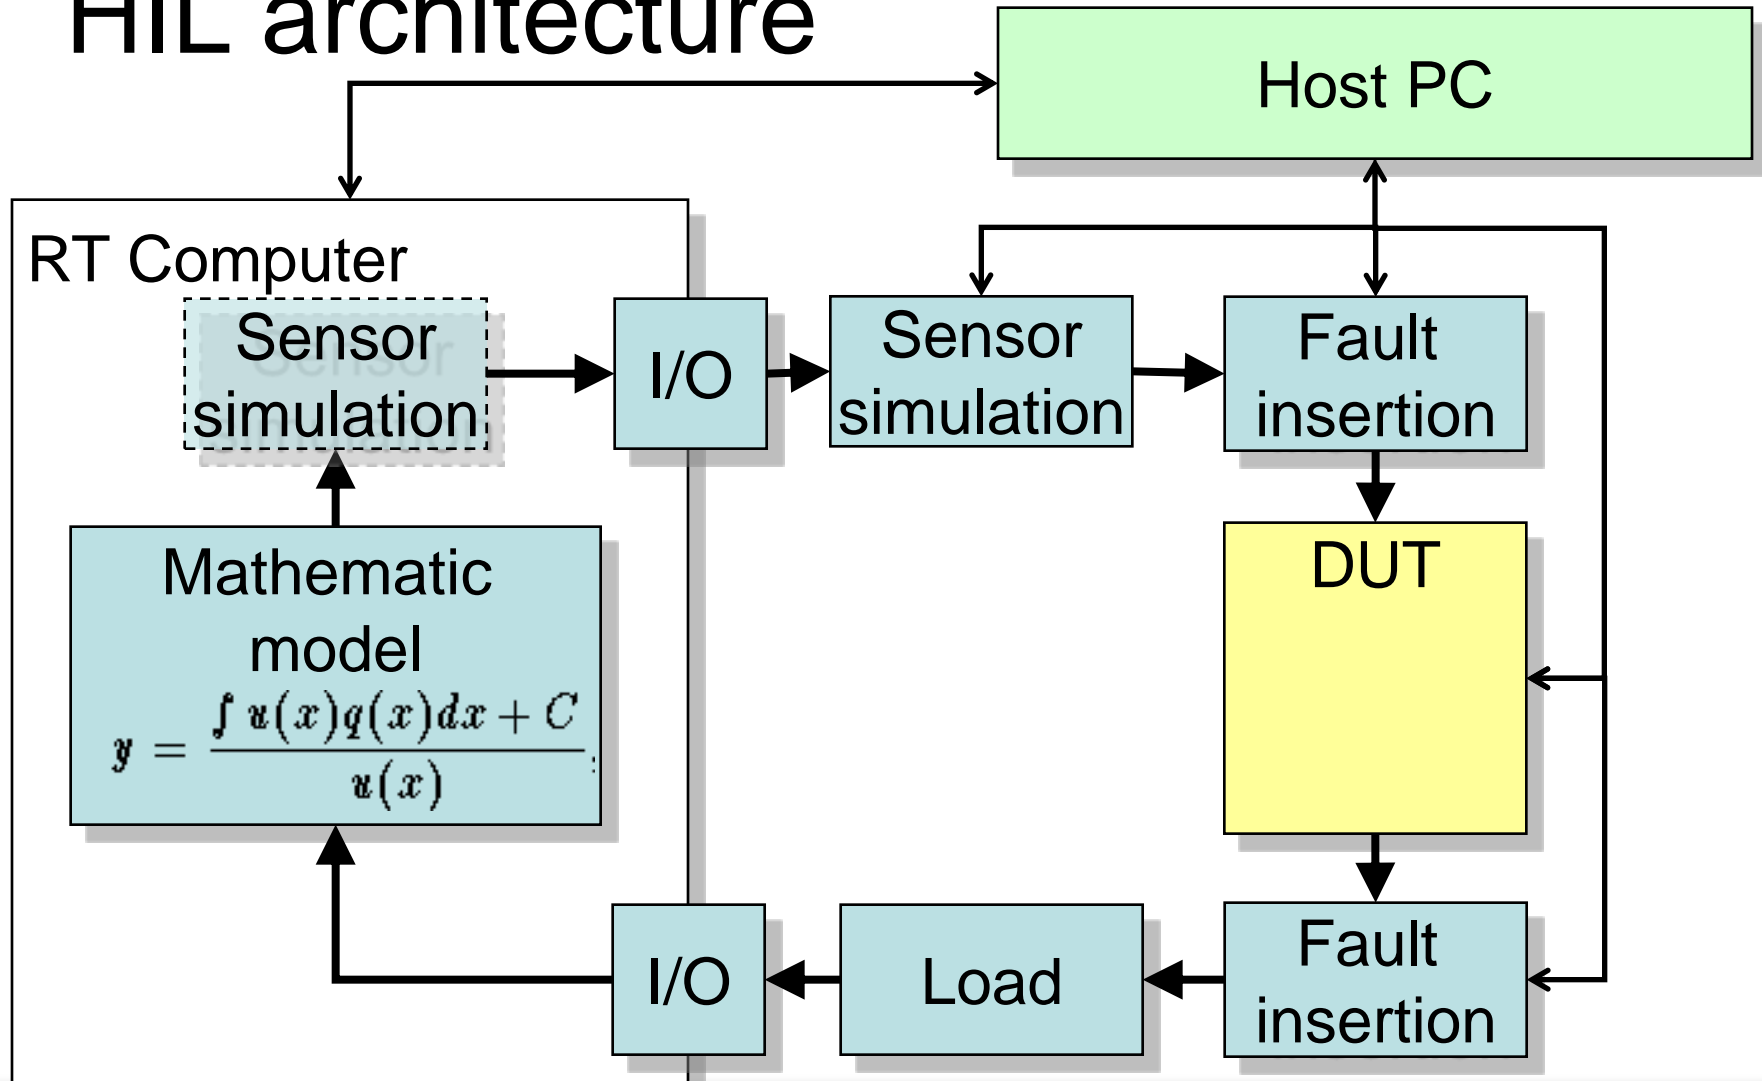 HIL architecture
Host PC
RT Computer
Sensor
simulation
I/O
Sensor
simulation
Fault
insertion
Mathematic
model
y = ∫ u(x)q(x)dx + C / u(x)
DUT
I/O
Load
Fault
insertion